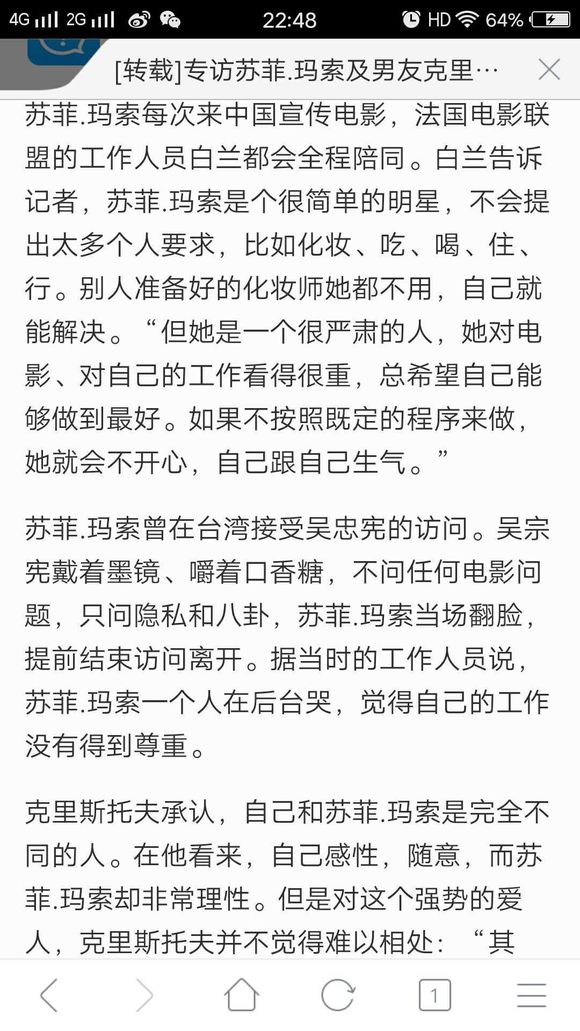 4G 2G 22:48 HD 64%
[转载]专访苏菲.玛索及男友克里…
苏菲.玛索每次来中国宣传电影，法国电影联
盟的工作人员白兰都会全程陪同。白兰告诉
记者，苏菲.玛索是个很简单的明星，不会提
出太多个人要求，比如化妆、吃、喝、住、
行。别人准备好的化妆师她都不用，自己就
能解决。“但她是一个很严肃的人，她对电
影、对自己的工作看得很重，总希望自己能
够做到最好。如果不按照既定的程序来做，
她就会不开心，自己跟自己生气。”
苏菲.玛索曾在台湾接受吴忠宪的访问。吴宗
宪戴着墨镜、嚼着口香糖，不问任何电影问
题，只问隐私和八卦，苏菲.玛索当场翻脸，
提前结束访问离开。据当时的工作人员说，
苏菲.玛索一个人在后台哭，觉得自己的工作
没有得到尊重。
克里斯托夫承认，自己和苏菲.玛索是完全不
同的人。在他看来，自己感性，随意，而苏
菲.玛索却非常理性。但是对这个强势的爱
人，克里斯托夫并不觉得难以相处：“其
1